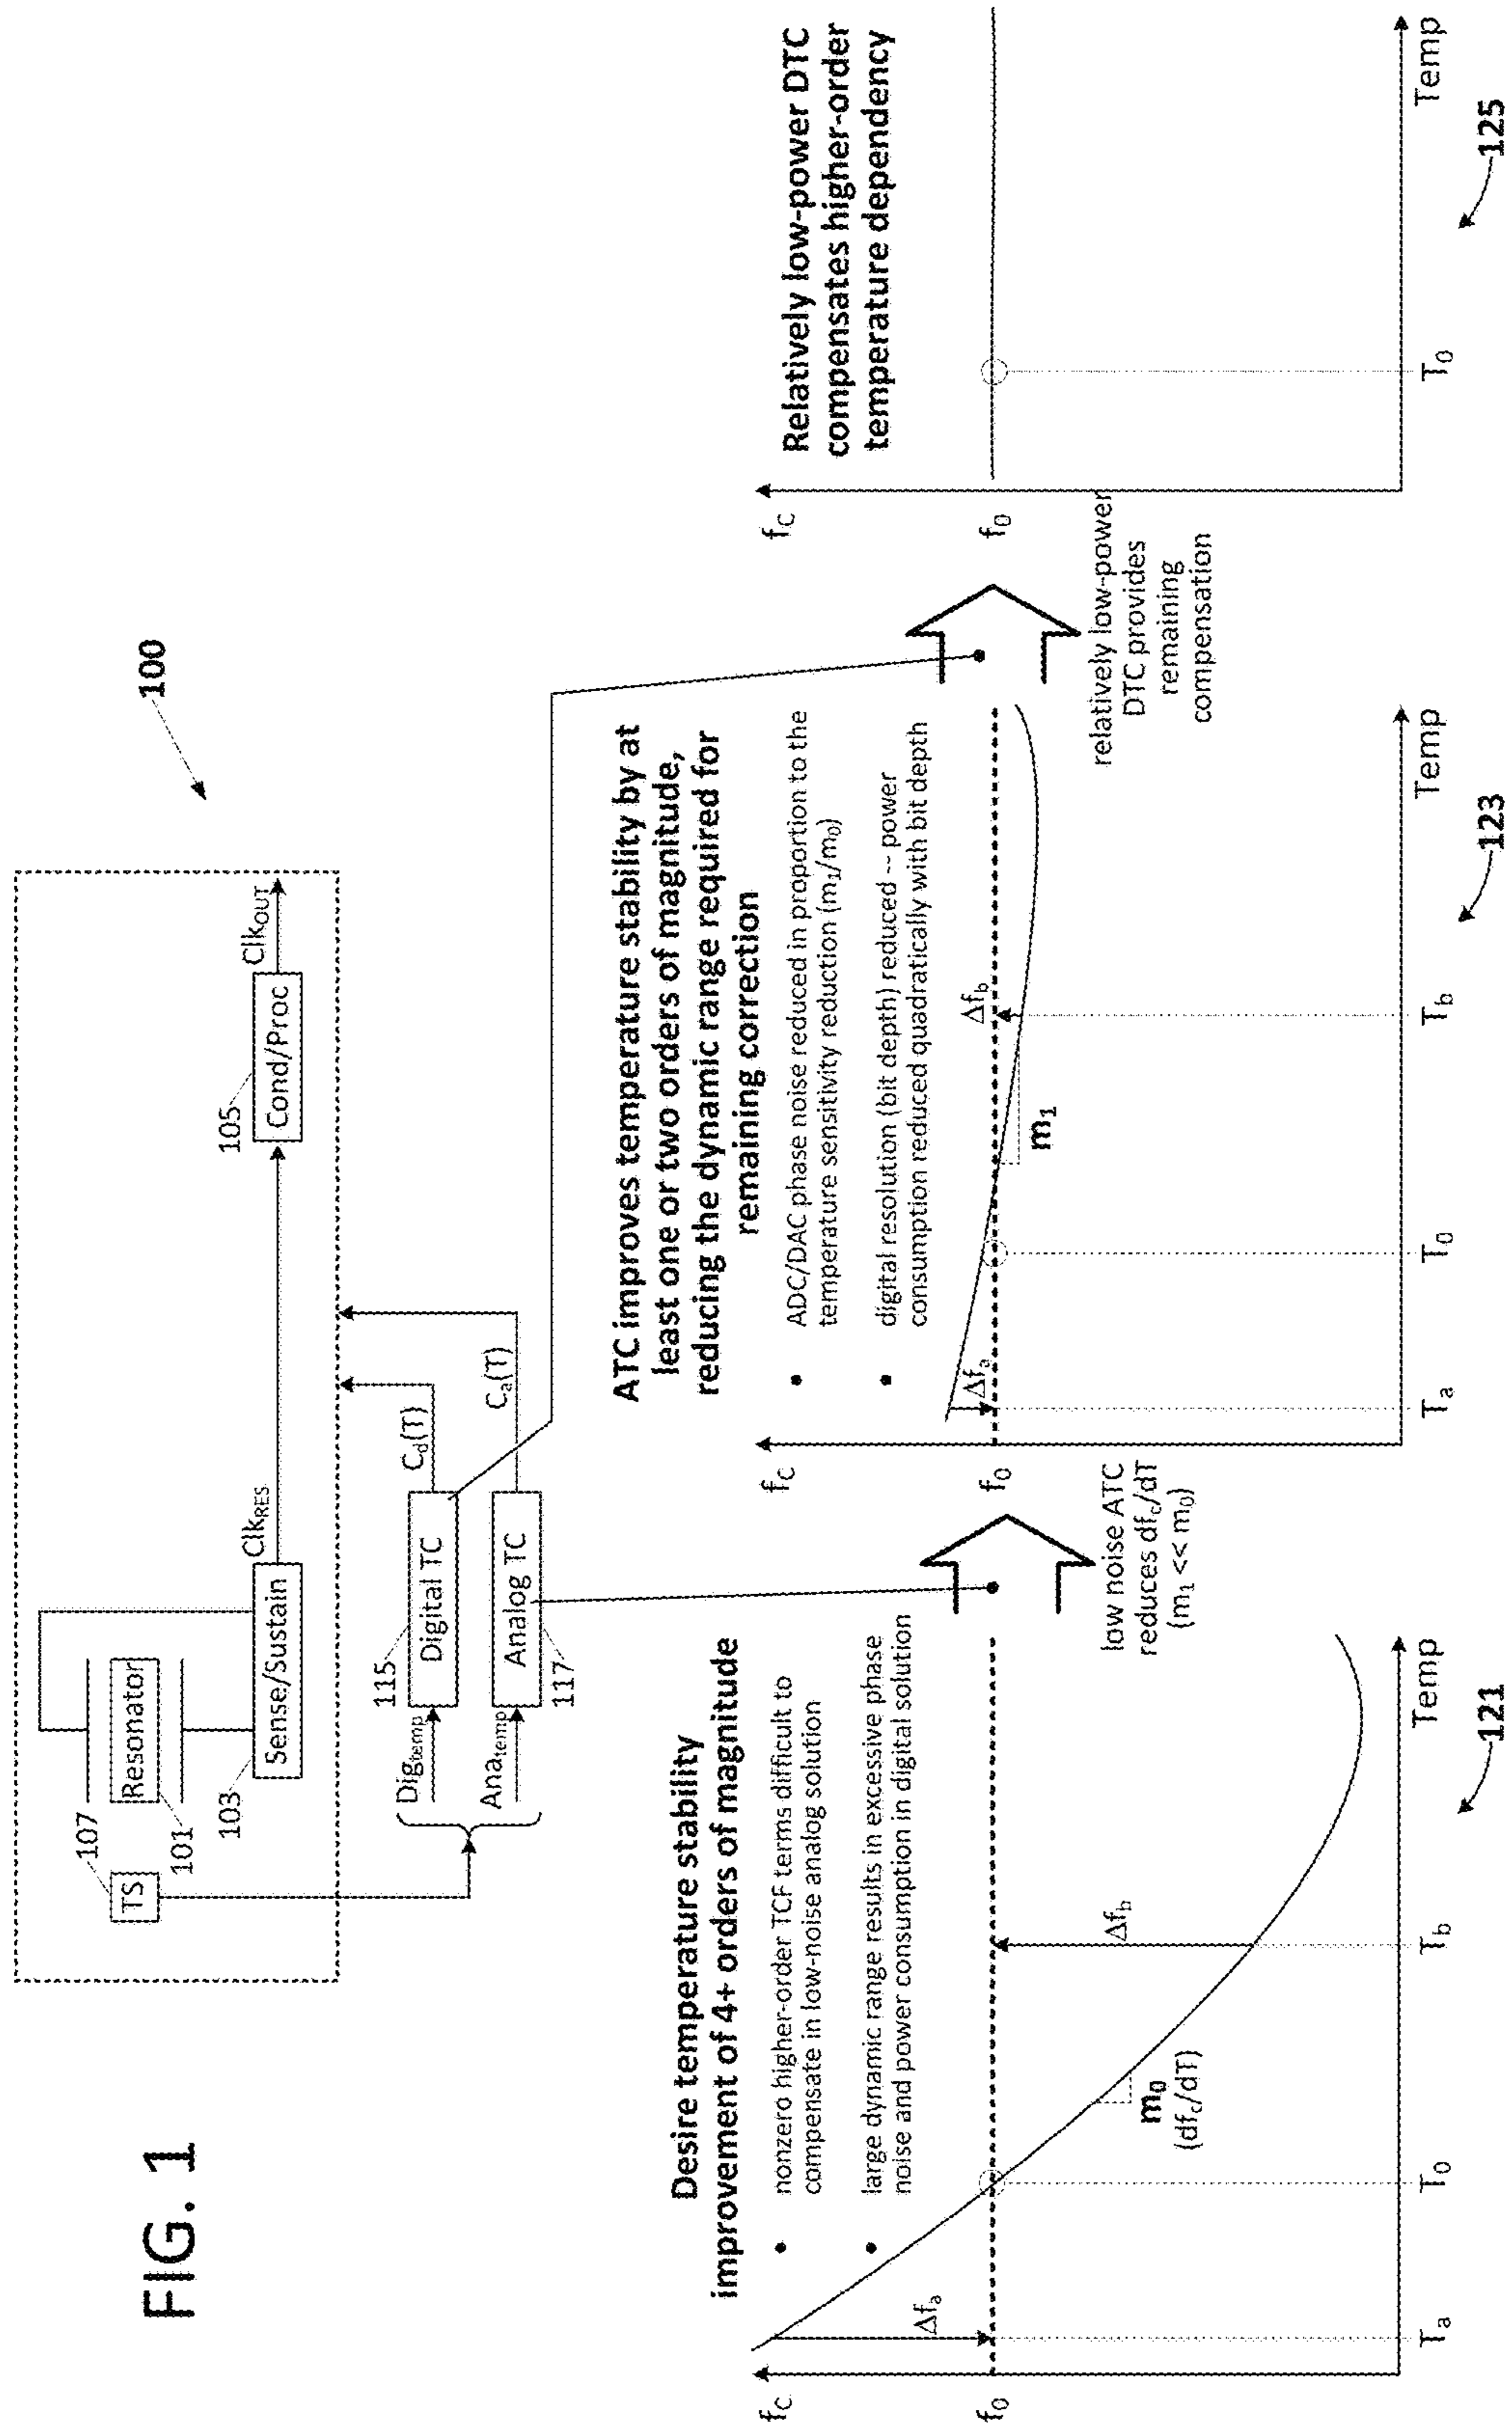 FIG. 1
100
107
TS
Resonator
101
103
Sense/Sustain
Clk_RES
105
Cond/Proc
Clk_OUT
Dig_temp
115
Digital TC
C_d(T)
Ana_temp
Analog TC
117
C_a(T)
Desire temperature stability
improvement of 4+ orders of magnitude
• nonzero higher-order TCF terms difficult to
compensate in low-noise analog solution
• large dynamic range results in excessive phase
noise and power consumption in digital solution
f_C
f_0
Δf_a
Δf_b
m_0
(df_c/dT)
T_a
T_0
T_b
Temp
121
low noise ATC
reduces df_c/dT
(m_1 << m_0)
ATC improves temperature stability by at
least one or two orders of magnitude,
reducing the dynamic range required for
remaining correction
• ADC/DAC phase noise reduced in proportion to the
temperature sensitivity reduction (m_1/m_0)
• digital resolution (bit depth) reduced -- power
consumption reduced quadratically with bit depth
f_C
f_0
Δf_a
Δf_b
m_1
T_a
T_0
T_b
Temp
123
relatively low-power
DTC provides
remaining
compensation
Relatively low-power DTC
compensates higher-order
temperature dependency
f_C
f_0
T_0
Temp
125